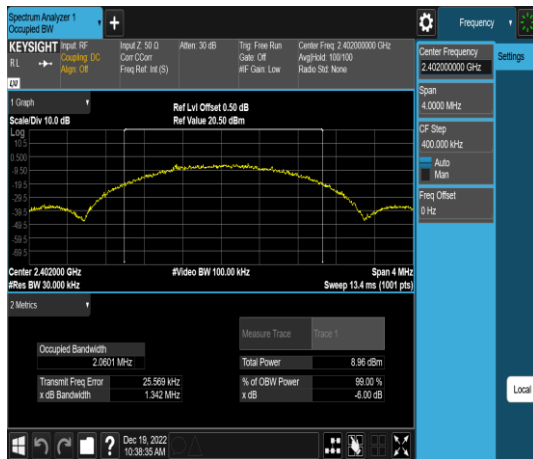 Spectrum Analyzer 1
Occupied BW
+
Frequency
KEYSIGHT
RL
LXI
Input: RF
Coupling: DC
Align: Off
Input Z: 50 Ω
Corr CCorr
Freq Ref: Int (S)
Atten: 30 dB
Trig: Free Run
Gate: Off
#IF Gain: Low
Center Freq: 2.402000000 GHz
Avg|Hold: 100/100
Radio Std: None
Center Frequency
2.402000000 GHz
Settings
Span
4.0000 MHz
CF Step
400.000 kHz
Auto
Man
Freq Offset
0 Hz
Local
1 Graph
Scale/Div 10.0 dB
Ref Lvl Offset 0.50 dB
Ref Value 20.50 dBm
Log
10.5
0.500
-9.50
-19.5
-29.5
-39.5
-49.5
-59.5
-69.5
Center 2.402000 GHz
#Video BW 100.00 kHz
Span 4 MHz
#Res BW 30.000 kHz
Sweep 13.4 ms (1001 pts)
2 Metrics
Measure Trace
Trace 1
Occupied Bandwidth
2.0601 MHz
Total Power
8.96 dBm
Transmit Freq Error
25.569 kHz
% of OBW Power
99.00 %
x dB Bandwidth
1.342 MHz
x dB
-6.00 dB
?
Dec 19, 2022
10:38:35 AM